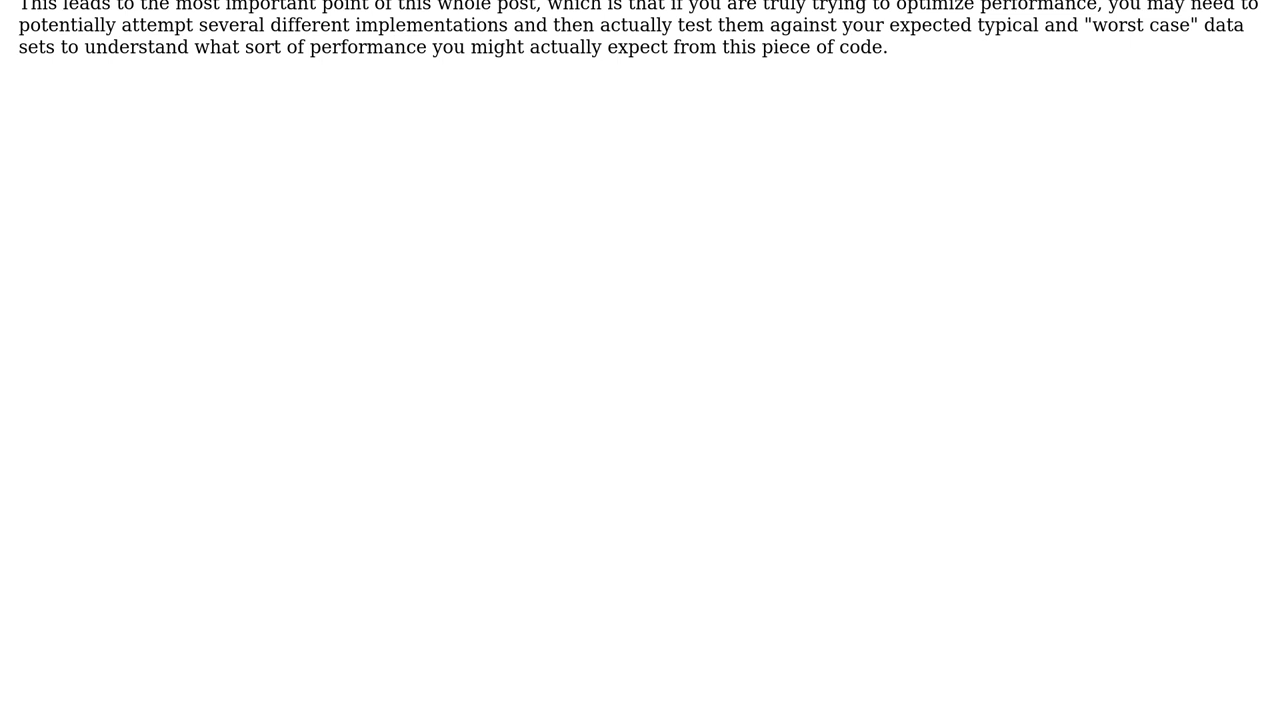 This leads to the most important point of this whole post, which is that if you are truly trying to optimize performance, you may need to
potentially attempt several different implementations and then actually test them against your expected typical and "worst case" data
sets to understand what sort of performance you might actually expect from this piece of code.